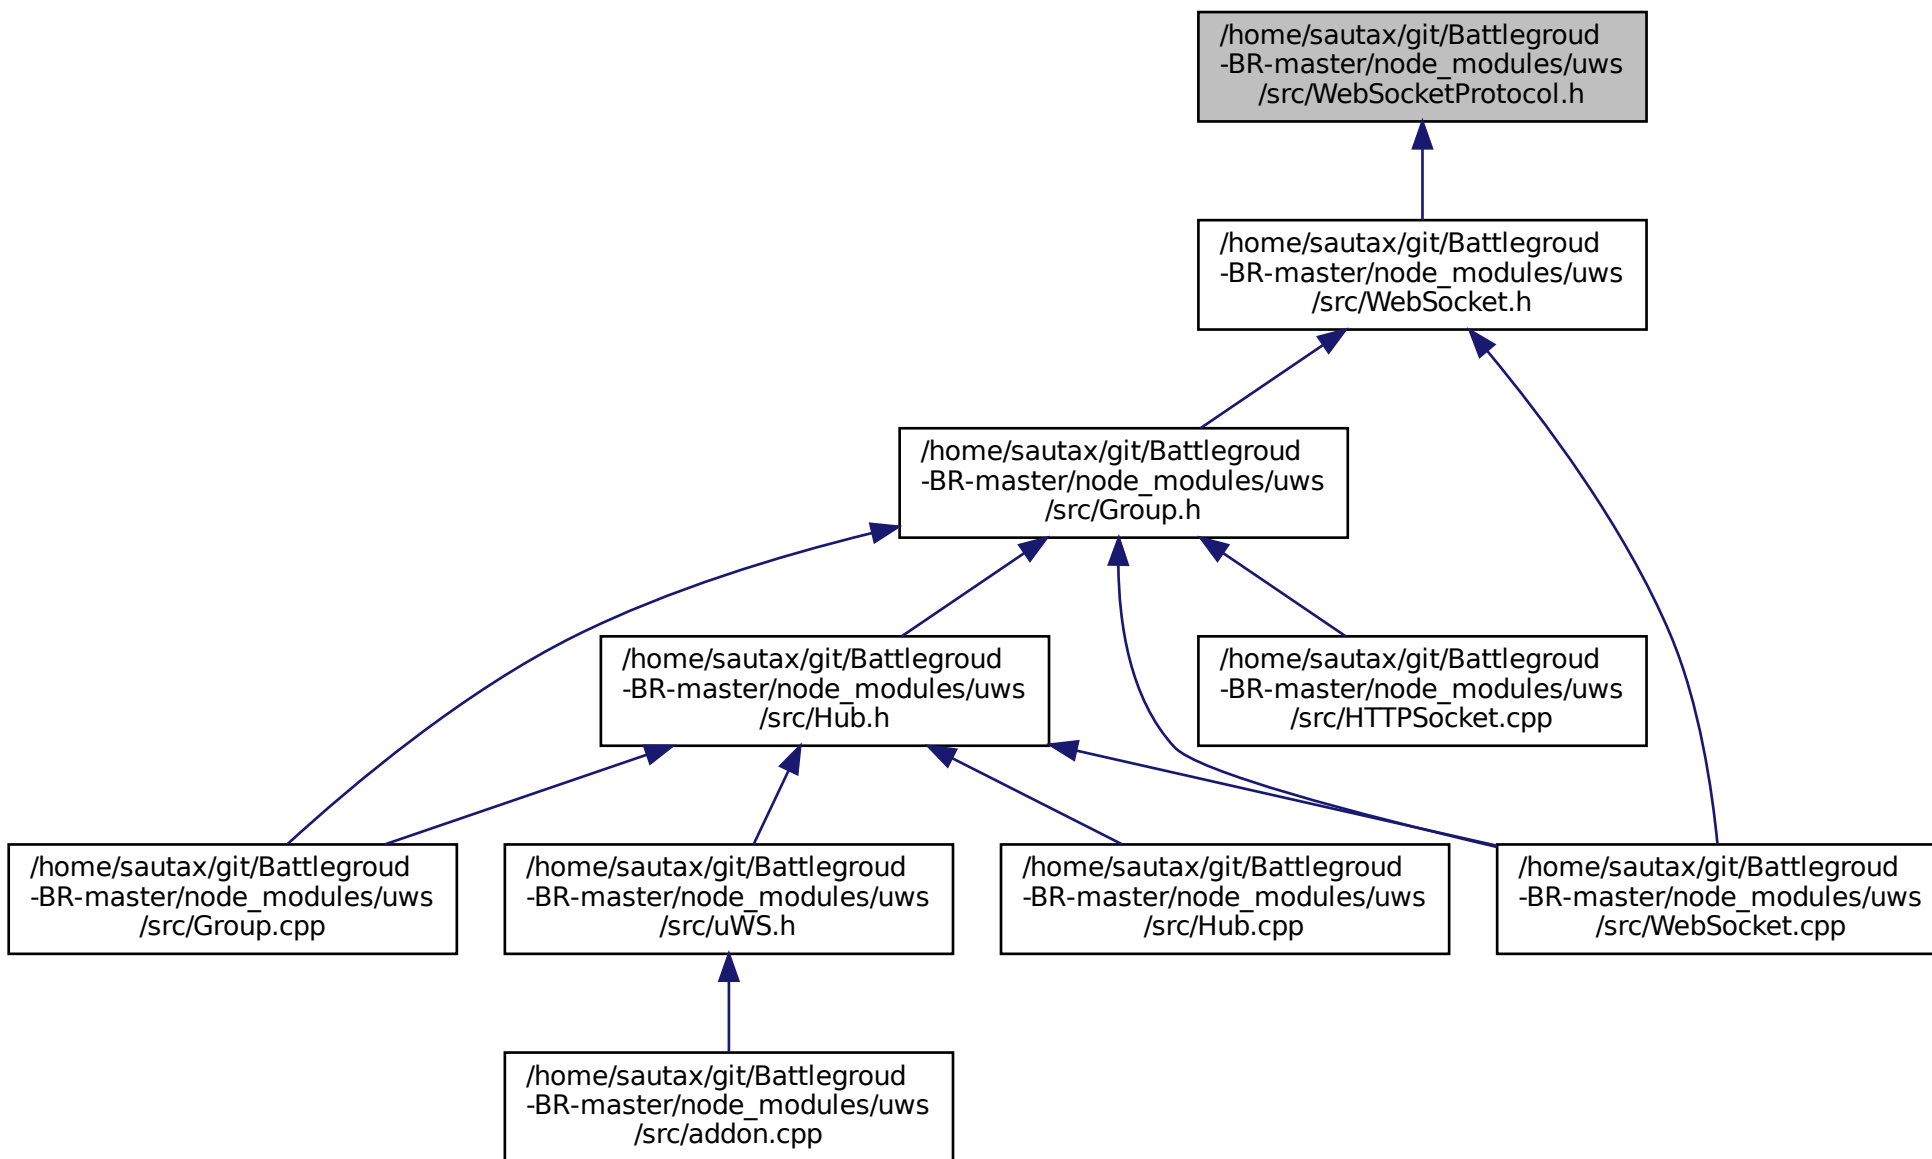 /home/sautax/git/Battlegroud
-BR-master/node_modules/uws
/src/WebSocketProtocol.h
/home/sautax/git/Battlegroud
-BR-master/node_modules/uws
/src/WebSocket.h
/home/sautax/git/Battlegroud
-BR-master/node_modules/uws
/src/Group.h
/home/sautax/git/Battlegroud
-BR-master/node_modules/uws
/src/Hub.h
/home/sautax/git/Battlegroud
-BR-master/node_modules/uws
/src/HTTPSocket.cpp
/home/sautax/git/Battlegroud
-BR-master/node_modules/uws
/src/Group.cpp
/home/sautax/git/Battlegroud
-BR-master/node_modules/uws
/src/uWS.h
/home/sautax/git/Battlegroud
-BR-master/node_modules/uws
/src/Hub.cpp
/home/sautax/git/Battlegroud
-BR-master/node_modules/uws
/src/WebSocket.cpp
/home/sautax/git/Battlegroud
-BR-master/node_modules/uws
/src/addon.cpp